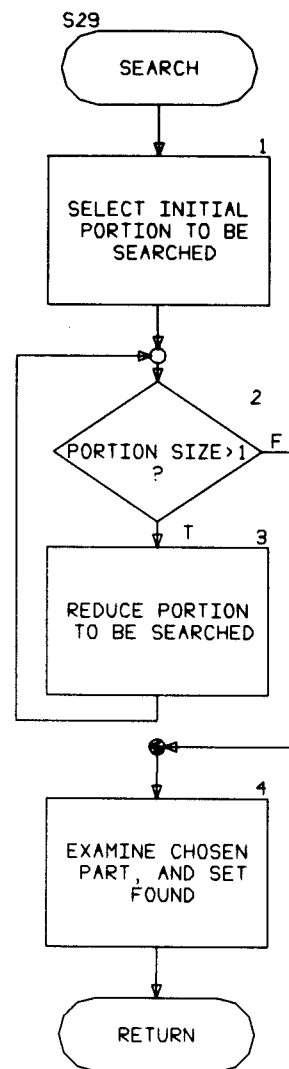 S29
SEARCH
1
SELECT INITIAL
PORTION TO BE
SEARCHED
2
PORTION SIZE>1
?
F
T
3
REDUCE PORTION
TO BE SEARCHED
4
EXAMINE CHOSEN
PART, AND SET
FOUND
RETURN